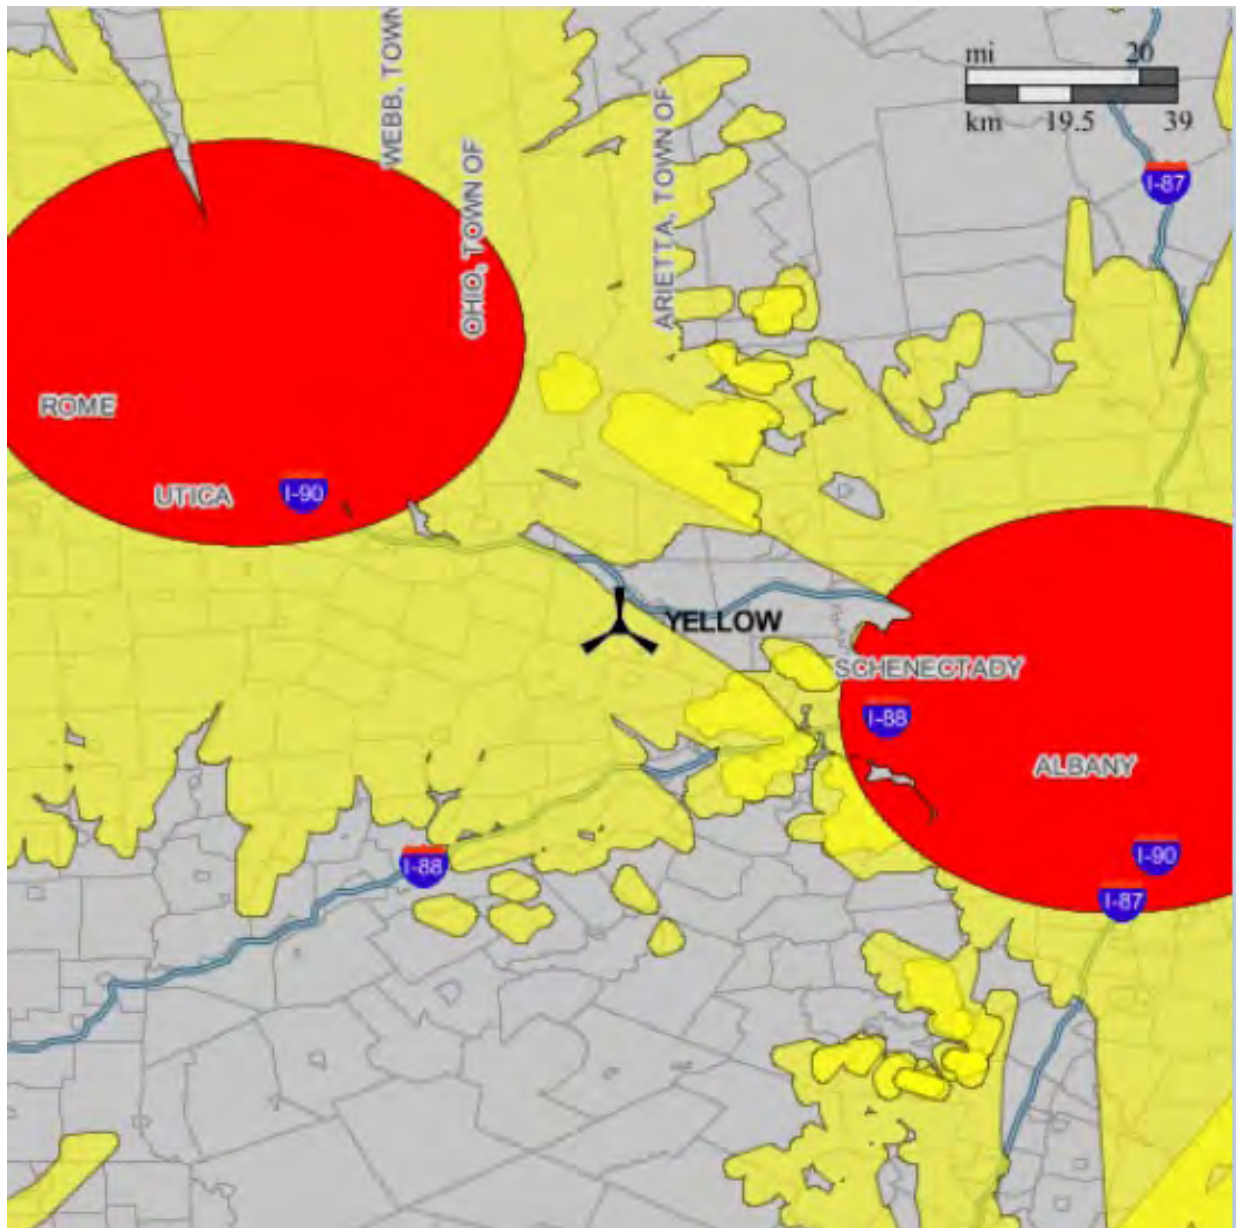 WEBB, TOWN
mi 20
km 19.5 39
OHIO, TOWN OF
ARIETTA, TOWN OF
I-87
ROME
UTICA
I-90
YELLOW
SCHENECTADY
I-88
ALBANY
I-90
I-88
I-87